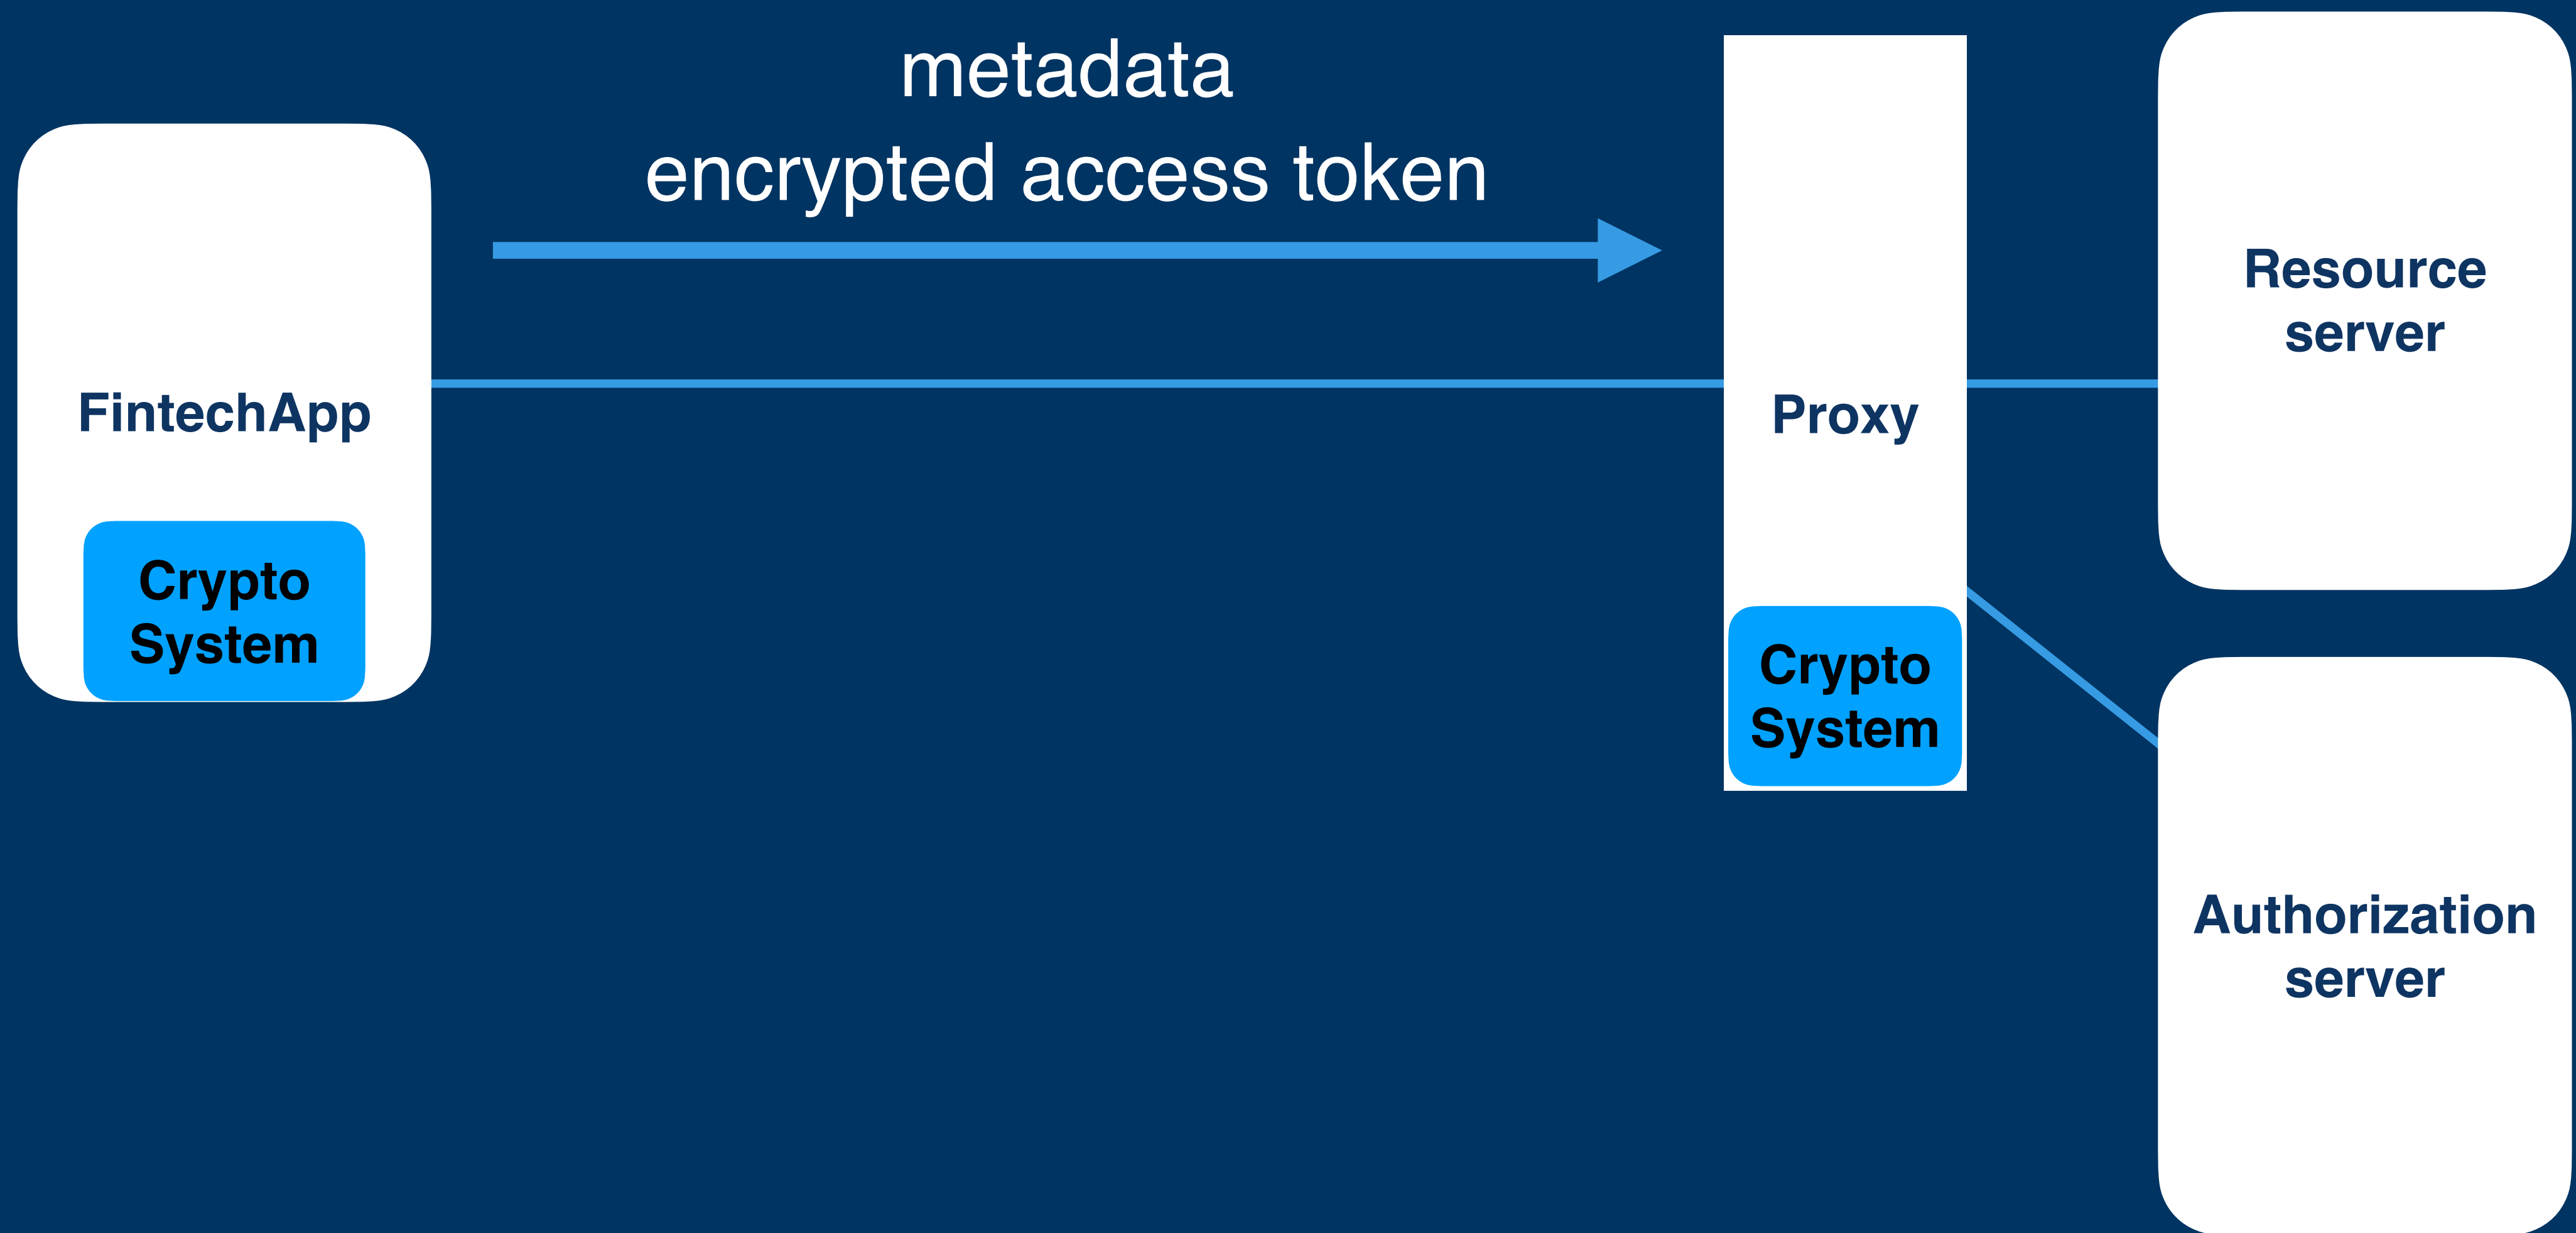 metadata
encrypted access token
FintechApp
Crypto
System
Proxy
Crypto
System
Resource
server
Authorization
server